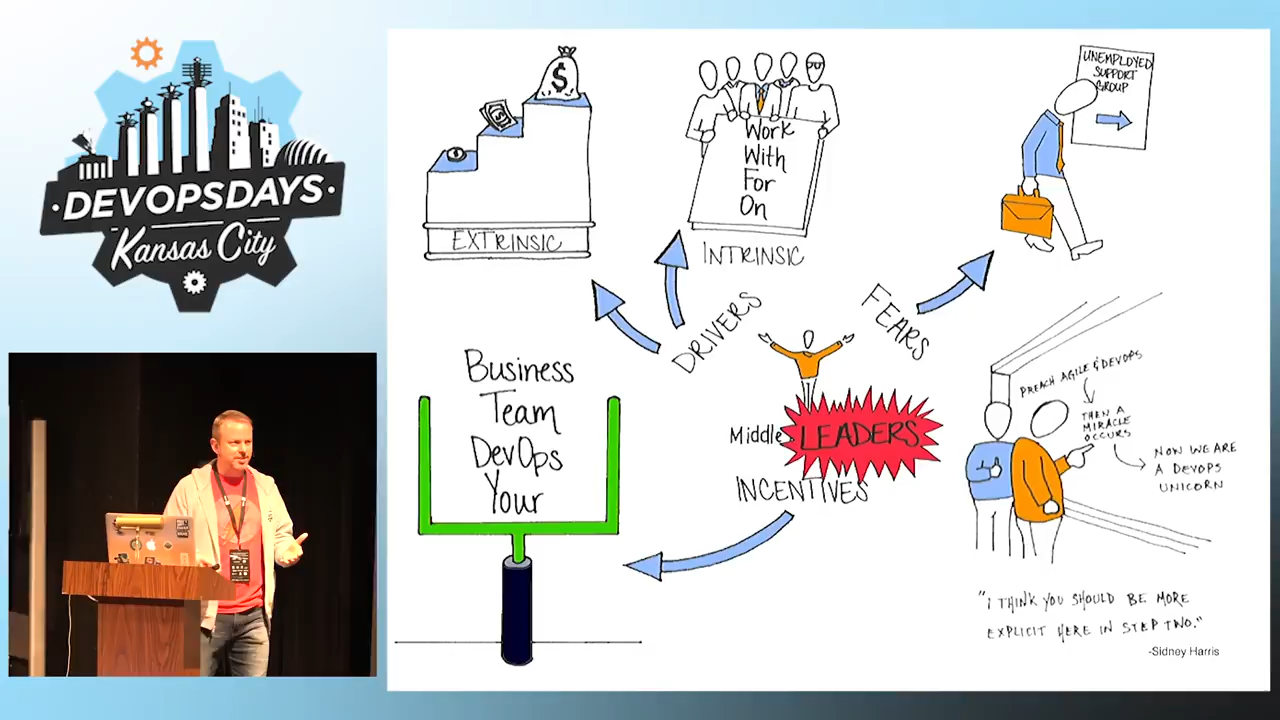 DEVOPSDAYS
Kansas City
EXTRINSIC
$
Work
With
For
On
INTRINSIC
UNEMPLOYED
SUPPORT
GROUP
DRIVERS
FEARS
Business
Team
DevOps
Your
Middle
LEADERS
INCENTIVES
PREACH AGILE & DEVOPS
THEN A
MIRACLE
OCCURS
NOW WE ARE
A DEVOPS
UNICORN
"I THINK YOU SHOULD BE MORE
EXPLICIT HERE IN STEP TWO."
-Sidney Harris